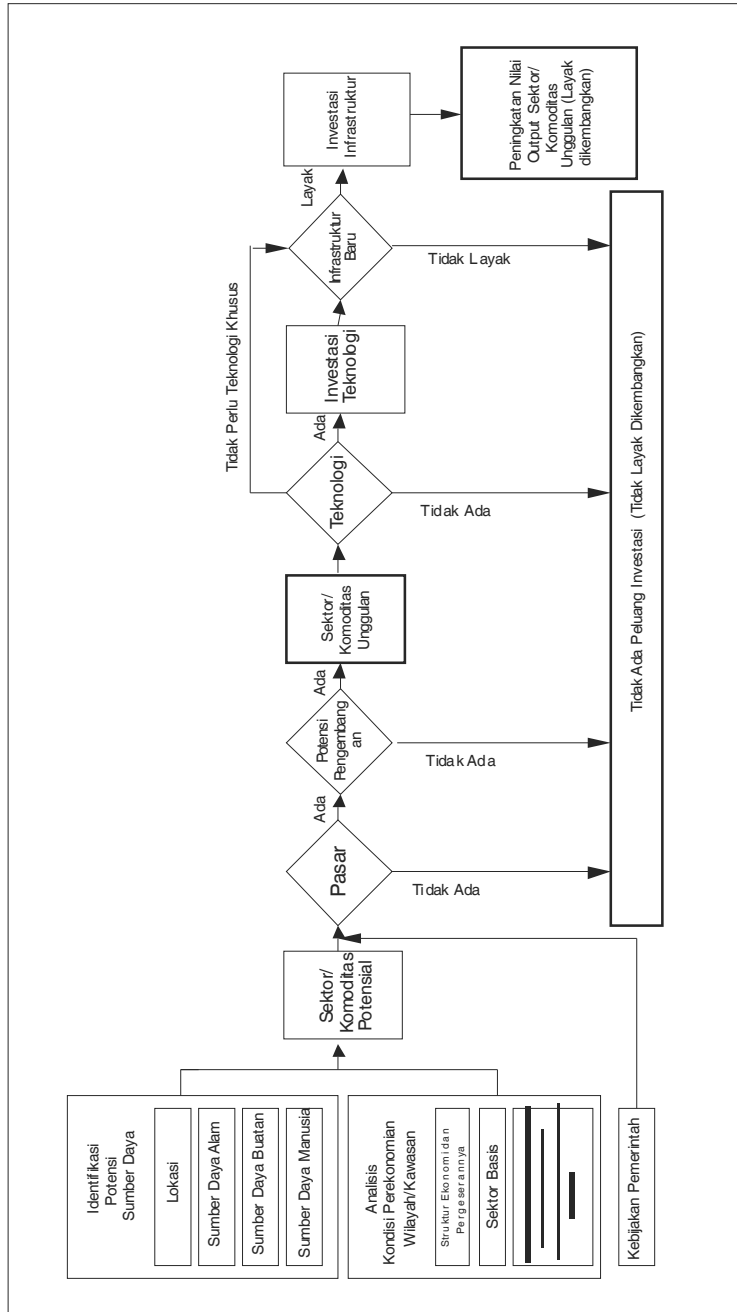 Identifikasi
Potensi
Sumber Daya
Lokasi
Sumber Daya Alam
Sumber Daya Buatan
Sumber Daya Manusia
Analisis
Kondisi Perekonomian
Wilayah/Kawasan
Struktur Ekonomi dan
Pergeserannya
Sektor Basis
Kebijakan Pemerintah
Sektor/
Komoditas
Potensial
Pasar
Ada
Tidak Ada
Potensi
Pengembang
an
Ada
Tidak Ada
Sektor/
Komoditas
Unggulan
Teknologi
Ada
Tidak Ada
Tidak Perlu Teknologi Khusus
Investasi
Teknologi
Infrastruktur
Baru
Layak
Tidak Layak
Investasi
Infrastruktur
Peningkatan Nilai
Output Sektor/
Komoditas
Unggulan (Layak
dikembangkan)
Tidak Ada Peluang Investasi (Tidak Layak Dikembangkan)